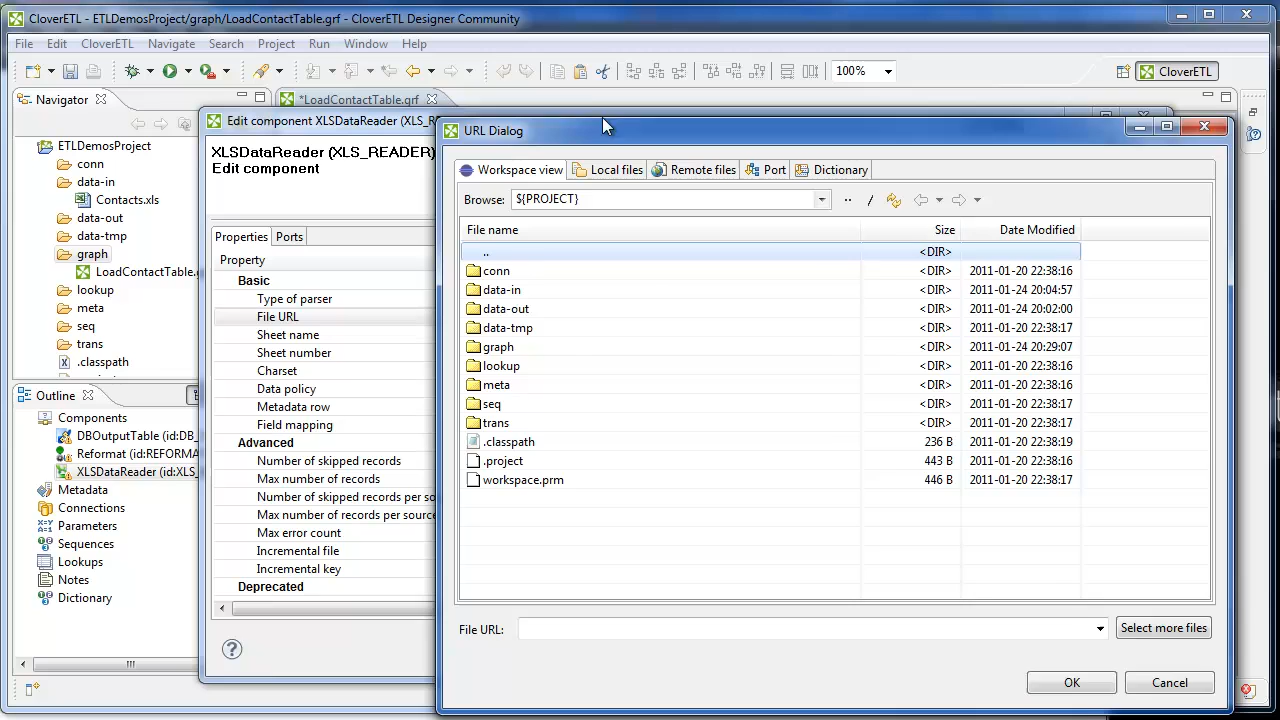 CloverETL - ETLDemosProject/graph/LoadContactTable.grf - CloverETL Designer Community
File Edit CloverETL Navigate Search Project Run Window Help
100%
CloverETL
Navigator
*LoadContactTable.grf
ETLDemosProject
conn
data-in
Contacts.xls
data-out
data-tmp
graph
LoadContactTable.g
lookup
meta
seq
trans
.classpath
Outline
Components
DBOutputTable (id:DB_
Reformat (id:REFORMA
XLSDataReader (id:XLS_
Metadata
Connections
Parameters
Sequences
Lookups
Notes
Dictionary
Edit component XLSDataReader (XLS_R
XLSDataReader (XLS_READER)
Edit component
Properties Ports
Property
Basic
Type of parser
File URL
Sheet name
Sheet number
Charset
Data policy
Metadata row
Field mapping
Advanced
Number of skipped records
Max number of records
Number of skipped records per so
Max number of records per source
Max error count
Incremental file
Incremental key
Deprecated
URL Dialog
Workspace view Local files Remote files Port Dictionary
Browse: ${PROJECT} .. /
File name Size Date Modified
.. <DIR>
conn <DIR> 2011-01-20 22:38:16
data-in <DIR> 2011-01-24 20:04:57
data-out <DIR> 2011-01-24 20:02:00
data-tmp <DIR> 2011-01-20 22:38:17
graph <DIR> 2011-01-24 20:29:07
lookup <DIR> 2011-01-20 22:38:16
meta <DIR> 2011-01-20 22:38:16
seq <DIR> 2011-01-20 22:38:17
trans <DIR> 2011-01-20 22:38:17
.classpath 236 B 2011-01-20 22:38:19
.project 443 B 2011-01-20 22:38:16
workspace.prm 446 B 2011-01-20 22:38:17
File URL: Select more files
OK Cancel